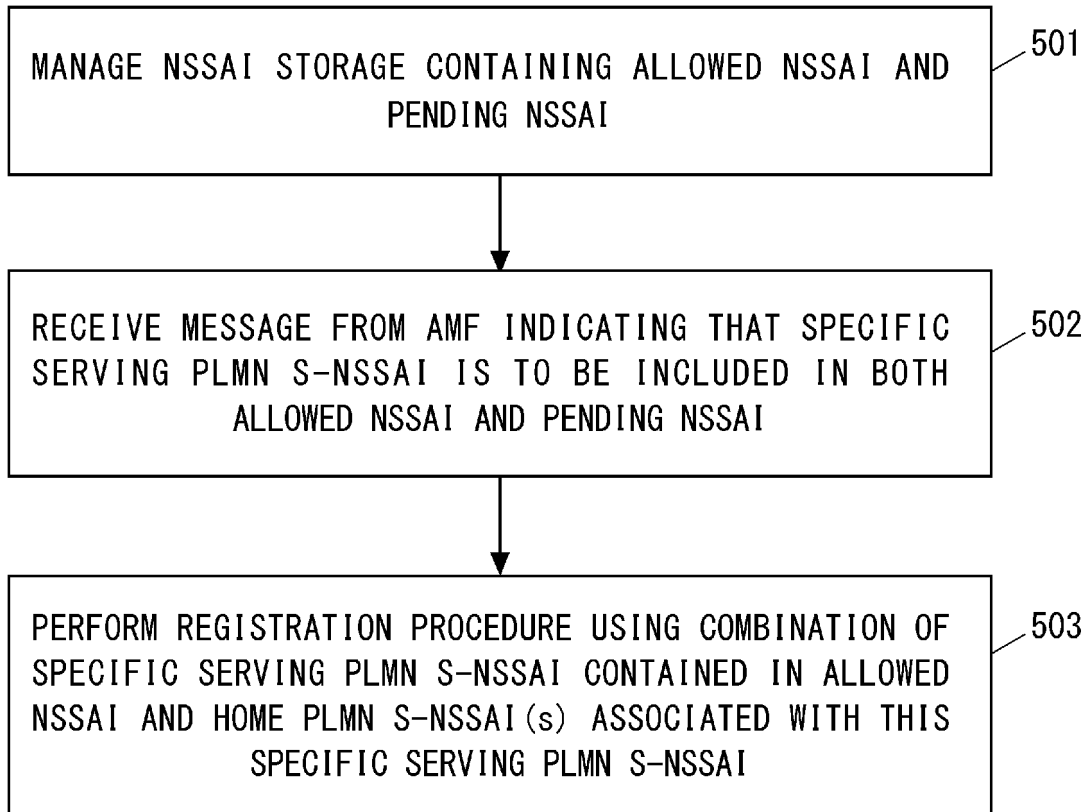 MANAGE NSSAI STORAGE CONTAINING ALLOWED NSSAI AND
PENDING NSSAI
501
RECEIVE MESSAGE FROM AMF INDICATING THAT SPECIFIC
SERVING PLMN S-NSSAI IS TO BE INCLUDED IN BOTH
ALLOWED NSSAI AND PENDING NSSAI
502
PERFORM REGISTRATION PROCEDURE USING COMBINATION OF
SPECIFIC SERVING PLMN S-NSSAI CONTAINED IN ALLOWED
NSSAI AND HOME PLMN S-NSSAI(s) ASSOCIATED WITH THIS
SPECIFIC SERVING PLMN S-NSSAI
503